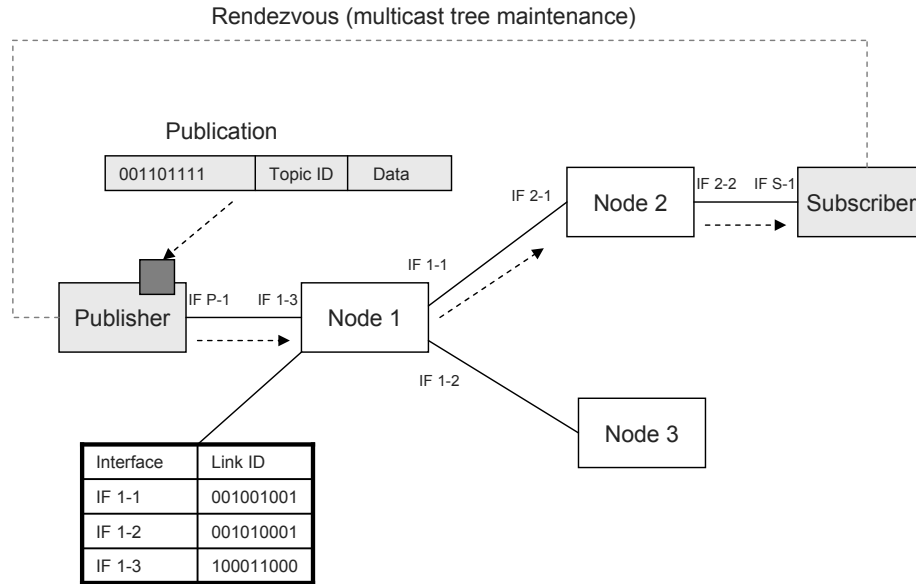 Rendezvous (multicast tree maintenance)
Publication
001101111 Topic ID Data
IF 2-1
Node 2
IF 2-2
IF S-1
Subscriber
IF 1-1
IF P-1
IF 1-3
Publisher
Node 1
IF 1-2
Node 3
Interface Link ID
IF 1-1 001001001
IF 1-2 001010001
IF 1-3 100011000